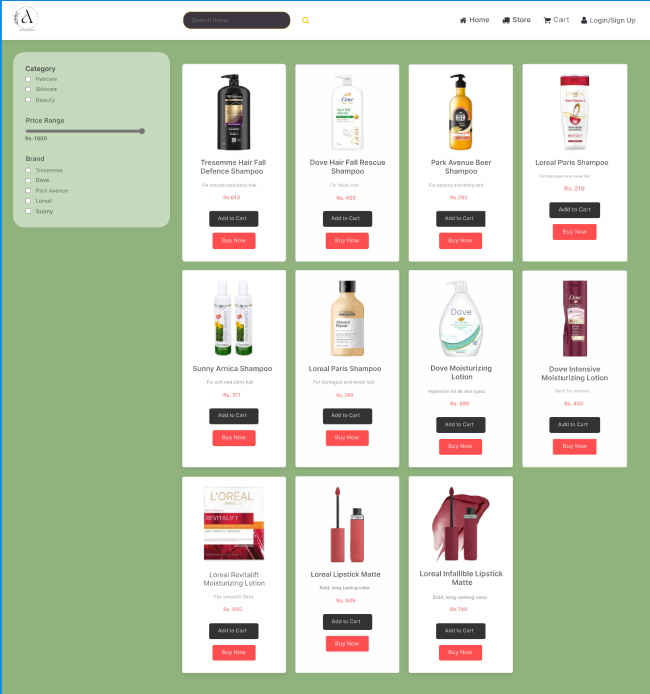 A
Search Items
Home
Store
Cart
Login/Sign Up
Category
Haircare
Skincare
Beauty
Price Range
Rs. 1000
Brand
Tresemme
Dove
Park Avenue
Loreal
Sunny
Tresemme Hair Fall
Defence Shampoo
For smooth and shiny hair
Rs.613
Add to Cart
Buy Now
Dove
Dove Hair Fall Rescue
Shampoo
For Weak hair
Rs. 455
Add to Cart
Buy Now
BEER
Park Avenue Beer
Shampoo
For bouncy and shiny hair
Rs.292
Add to Cart
Buy Now
Loreal Paris Shampoo
For damaged and weak hair
Rs. 219
Add to Cart
Buy Now
Sunny Arnica Shampoo
For soft and shiny hair
Rs. 311
Add to Cart
Buy Now
Loreal Paris Shampoo
For damaged and weak hair
Rs. 369
Add to Cart
Buy Now
Dove
Dove Moisturizing
Lotion
Hydration for all skin types
Rs. 399
Add to Cart
Buy Now
Dove
Dove Intensive
Moisturizing Lotion
Rs. 400
Add to Cart
Buy Now
L'OREAL
PARIS
REVITALIFT
Loreal Revitalift
Moisturizing Lotion
For smooth Skin
Rs. 945
Add to Cart
Buy Now
Loreal Lipstick Matte
Bold, long-lasting color
Rs. 849
Add to Cart
Buy Now
Loreal Infallible Lipstick
Matte
Bold, long-lasting color
Rs.749
Add to Cart
Buy Now